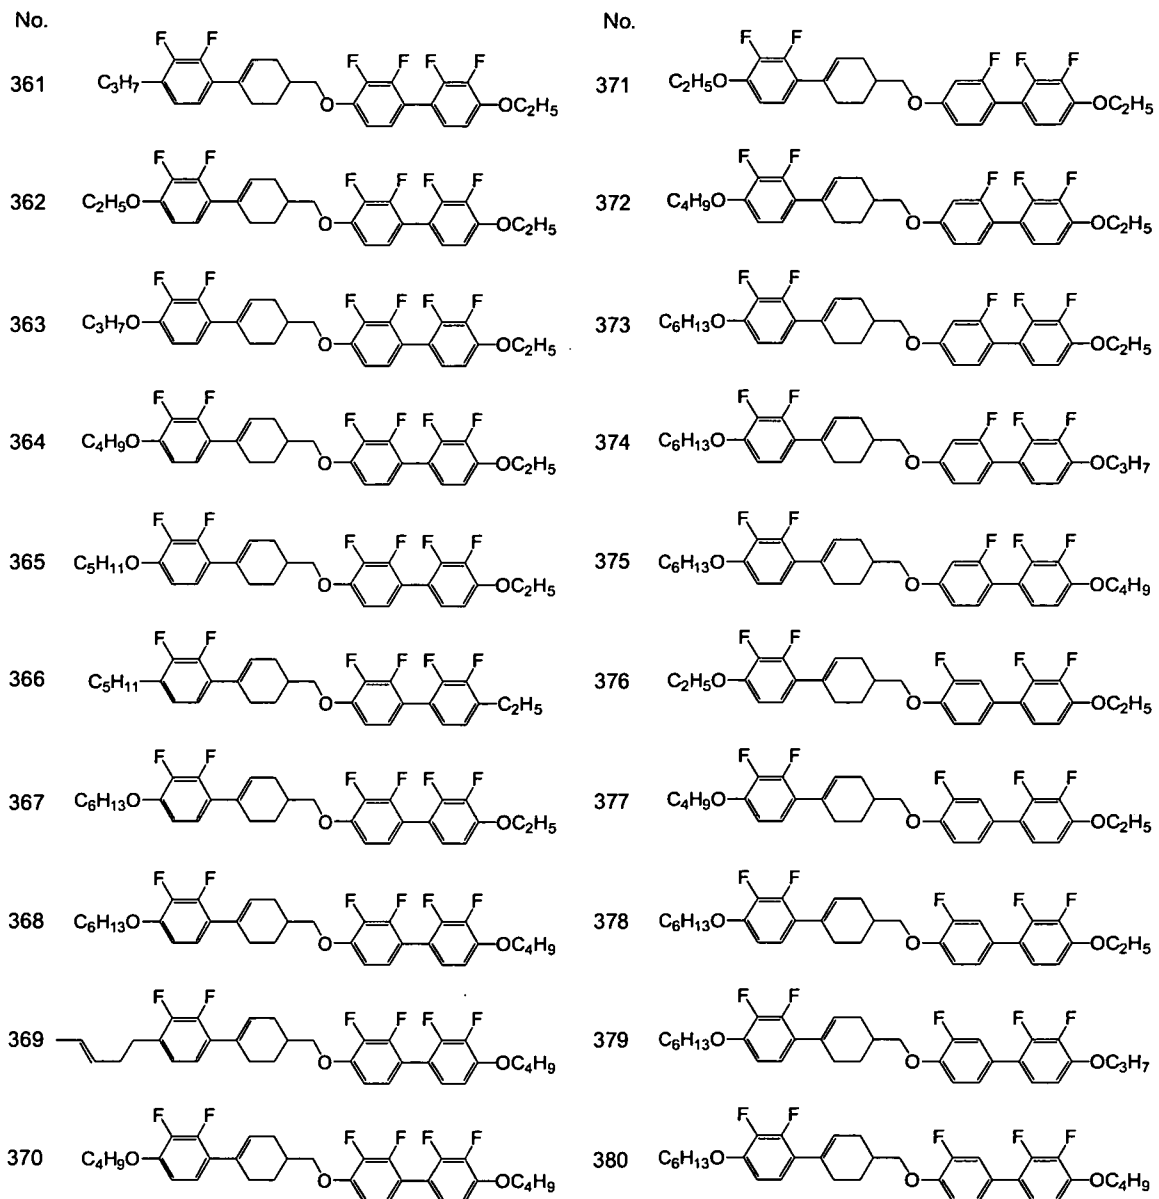 No.
F F
361 C3H7 F F F F
O OC2H5
F F
362 C2H5O F F F F
O OC2H5
F F
363 C3H7O F F F F
O OC2H5
F F
364 C4H9O F F F F
O OC2H5
F F
365 C5H11O F F F F
O OC2H5
F F
366 C5H11 F F F F
O C2H5
F F
367 C6H13O F F F F
O OC2H5
F F
368 C6H13O F F F F
O OC4H9
F F
369 F F F F
O OC4H9
F F
370 C4H9O F F F F
O OC4H9
No.
F F
371 C2H5O F F F
O OC2H5
F F
372 C4H9O F F F
O OC2H5
F F
373 C6H13O F F F
O OC2H5
F F
374 C6H13O F F F
O OC3H7
F F
375 C6H13O F F F
O OC4H9
F F
376 C2H5O F F F
O OC2H5
F F
377 C4H9O F F F
O OC2H5
F F
378 C6H13O F F F
O OC2H5
F F
379 C6H13O F F F
O OC3H7
F F
380 C6H13O F F F
O OC4H9